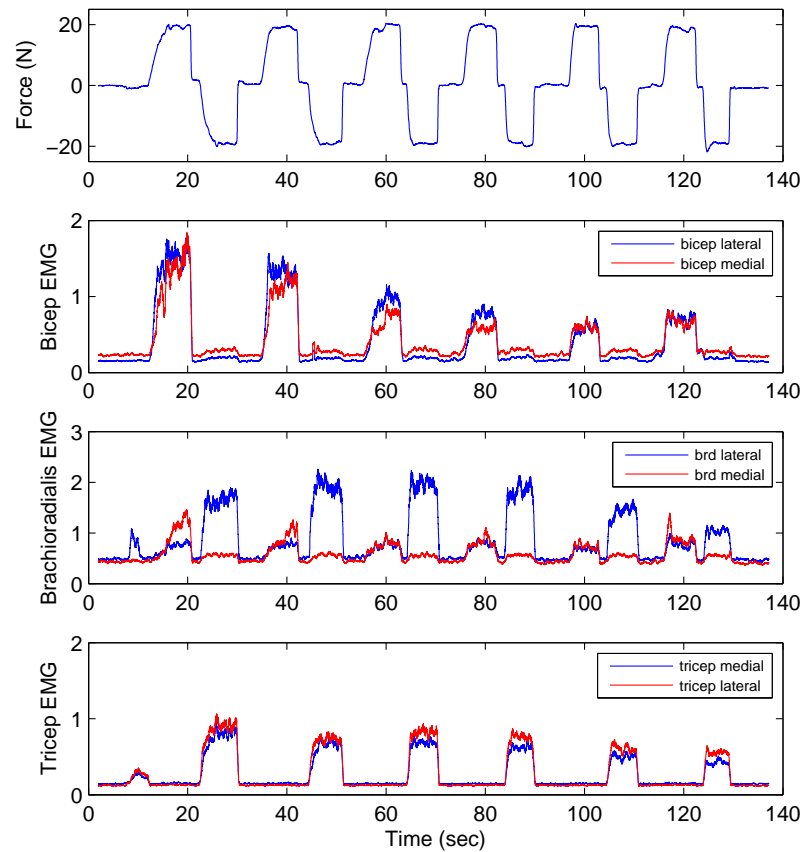 Force (N)
20
0
−20
0 20 40 60 80 100 120 140
Bicep EMG
2
1
0
bicep lateral
bicep medial
0 20 40 60 80 100 120 140
Brachioradialis EMG
3
2
1
0
brd lateral
brd medial
0 20 40 60 80 100 120 140
Tricep EMG
2
1
0
tricep medial
tricep lateral
0 20 40 60 80 100 120 140
Time (sec)